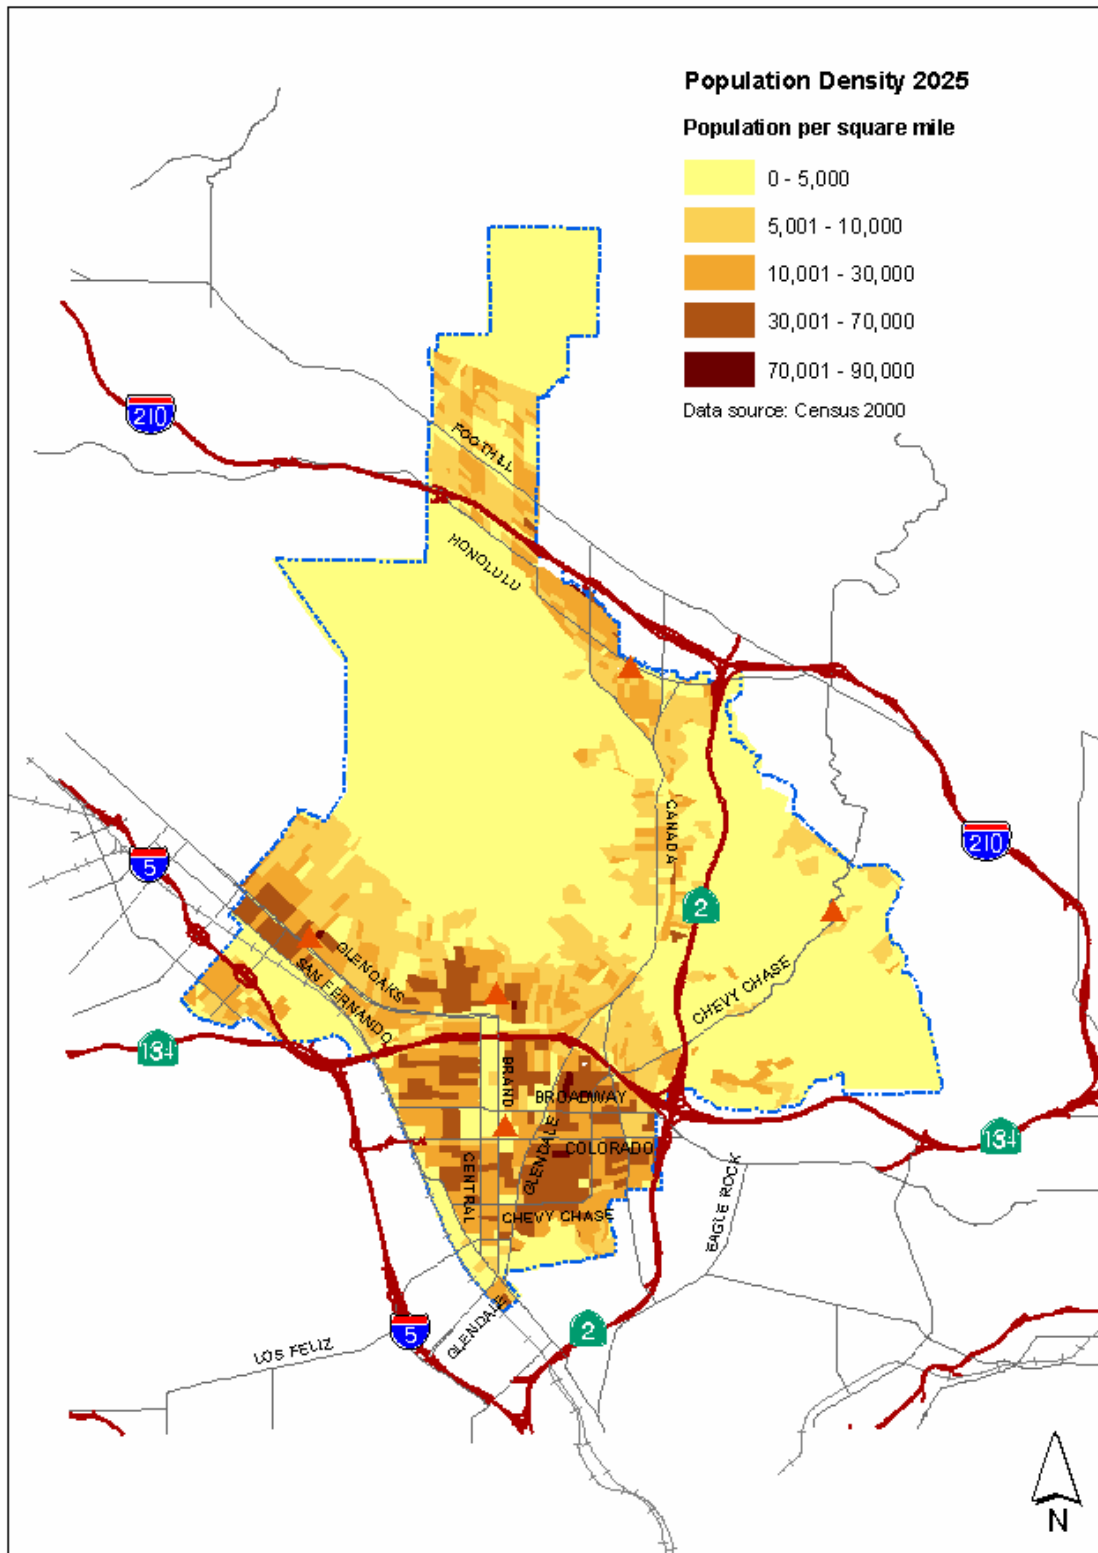 Population Density 2025
Population per square mile
0 - 5,000
5,001 - 10,000
10,001 - 30,000
30,001 - 70,000
70,001 - 90,000
Data source: Census 2000
210
FOOTHILL
HONOLULU
CANADA
210
5
2
GLENOAKS
SAN FERNANDO
CHEVY CHASE
134
BRAND
BROADWAY
GLENDALE
COLORADO
134
CENTRAL
EAGLE ROCK
CHEVY CHASE
GLENDALE
5
2
LOS FELIZ
N